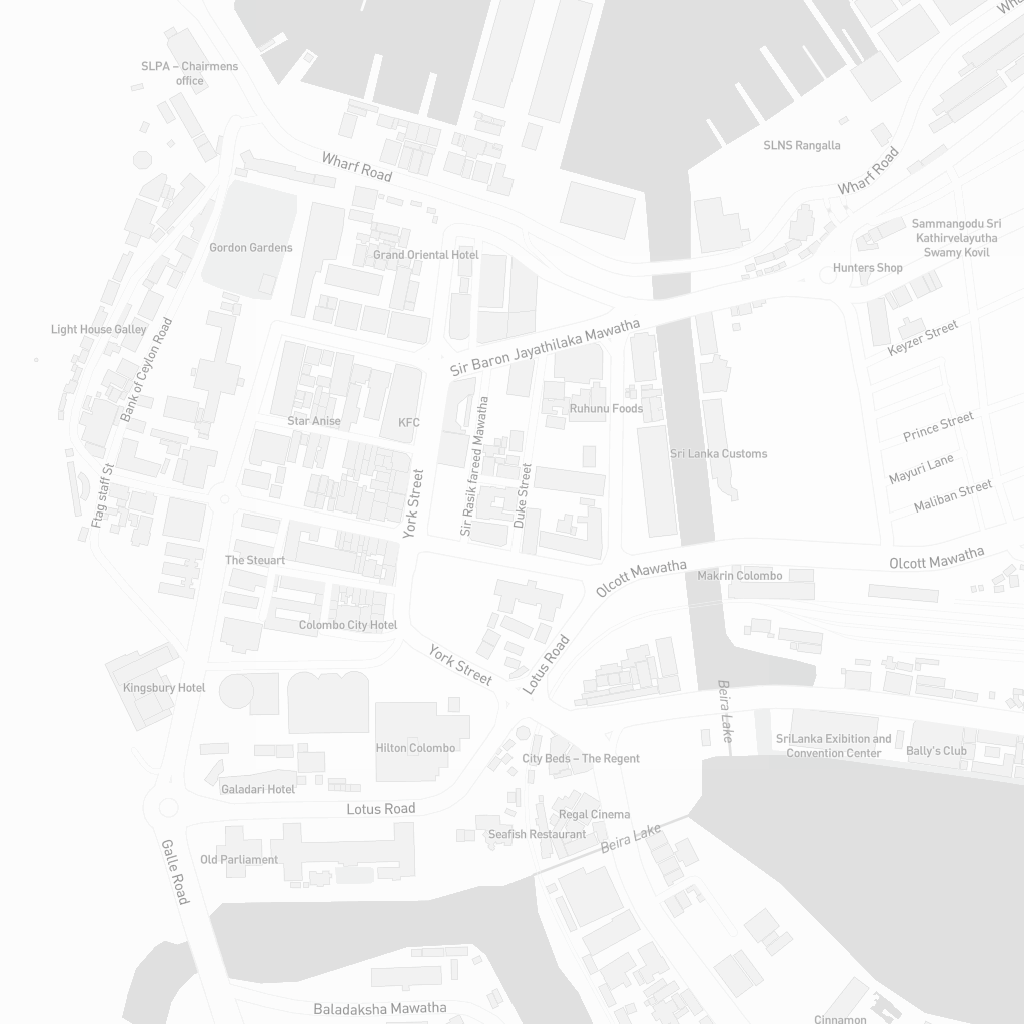 Wharf Road
SLPA – Chairmens
office
SLNS Rangalla
Wharf Road
Wharf Road
Sammangodu Sri
Kathirvelayutha
Swamy Kovil
Gordon Gardens
Grand Oriental Hotel
Hunters Shop
Light House Galley
Bank of Ceylon Road
Sir Baron Jayathilaka Mawatha
Keyzer Street
Star Anise
KFC
Sir Rasik fareed Mawatha
Ruhunu Foods
Prince Street
Sri Lanka Customs
Mayuri Lane
Maliban Street
Ftag staff St
York Street
Duke Street
The Steuart
Olcott Mawatha
Olcott Mawatha
Makrin Colombo
Colombo City Hotel
York Street
Lotus Road
Kingsbury Hotel
Beira Lake
Hilton Colombo
City Beds – The Regent
SriLanka Exibition and
Convention Center
Bally's Club
Galadari Hotel
Lotus Road
Regal Cinema
Seafish Restaurant
Beira Lake
Old Parliament
Galle Road
Baladaksha Mawatha
Cinnamon